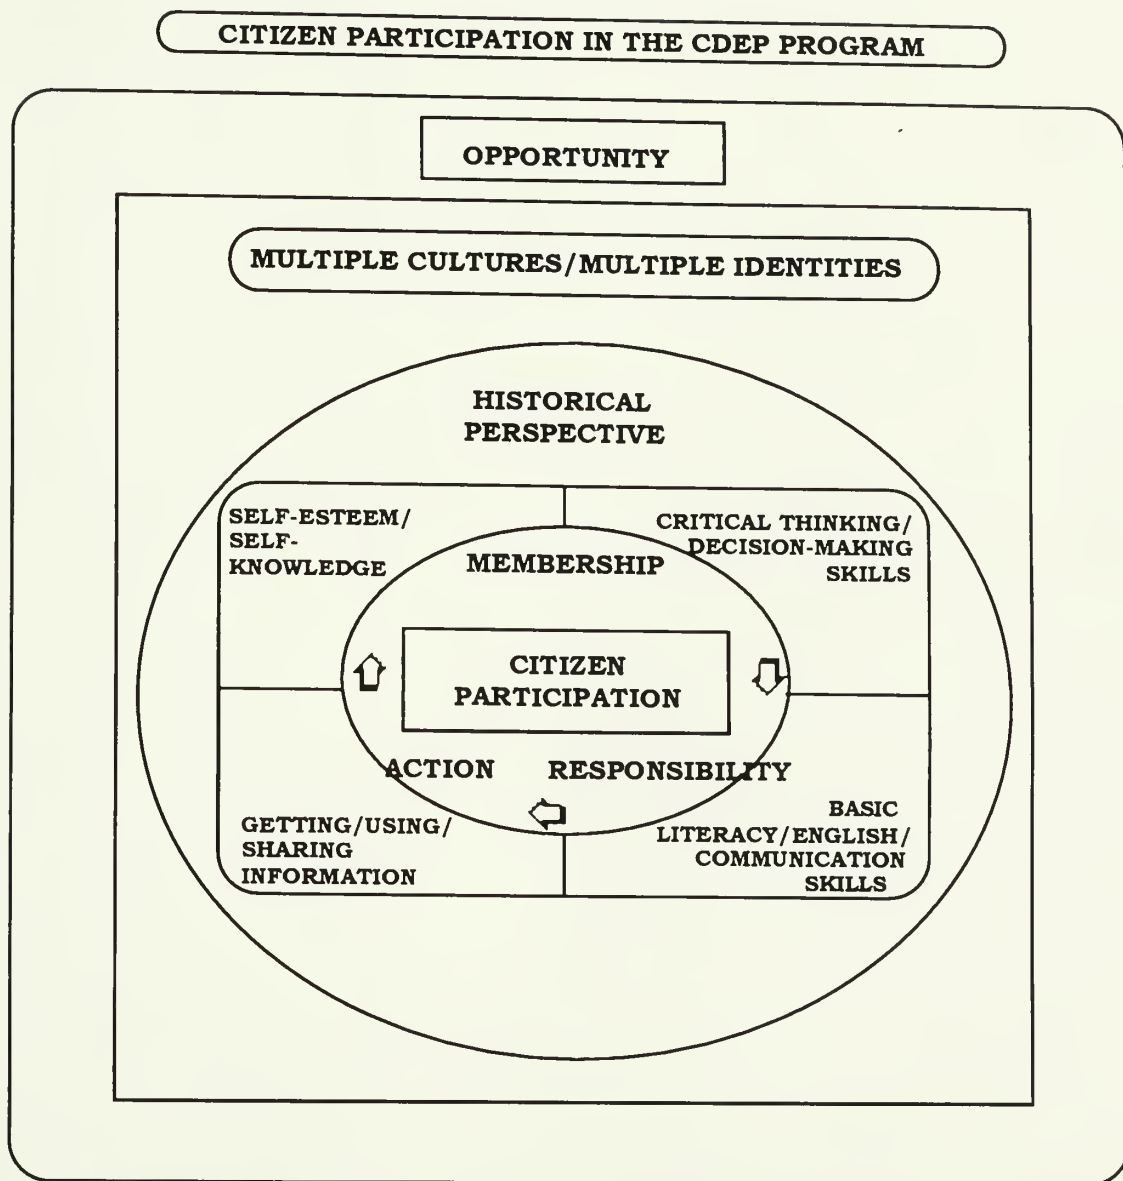 CITIZEN PARTICIPATION IN THE CDEP PROGRAM
OPPORTUNITY
MULTIPLE CULTURES/MULTIPLE IDENTITIES
HISTORICAL
PERSPECTIVE
SELF-ESTEEM/
SELF-
KNOWLEDGE
CRITICAL THINKING/
DECISION-MAKING
SKILLS
MEMBERSHIP
CITIZEN
PARTICIPATION
ACTION
RESPONSIBILITY
GETTING/USING/
SHARING
INFORMATION
BASIC
LITERACY/ENGLISH/
COMMUNICATION
SKILLS